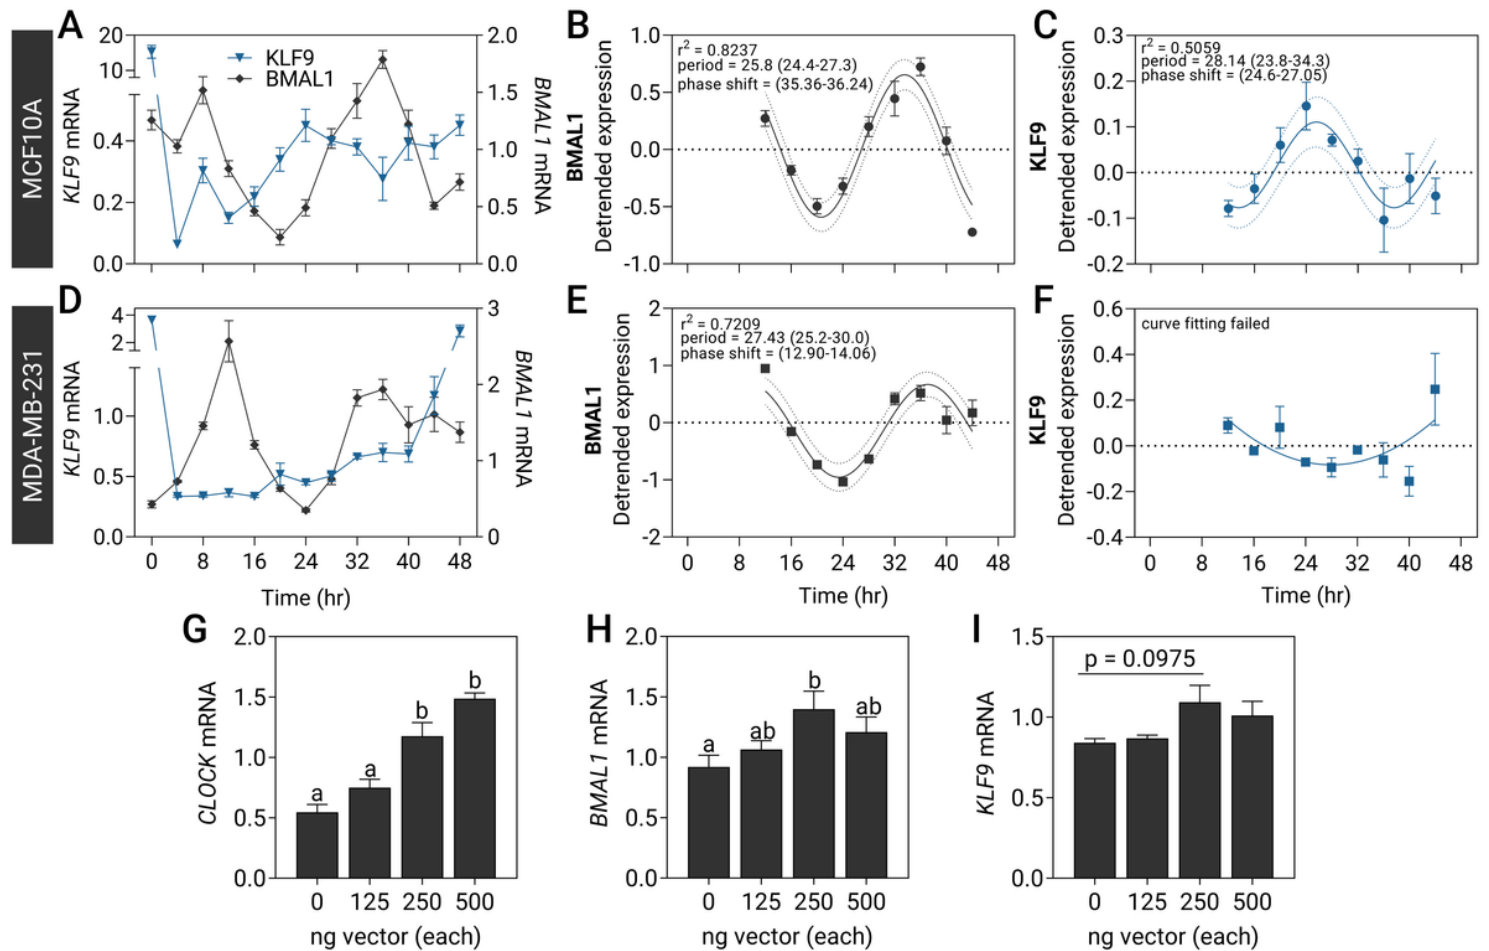 A
B
C
MCF10A
KLF9 mRNA
20
10
0.4
0.2
0.0
KLF9
BMAL1
2.0
1.5
1.0
0.5
0.0
BMAL1 mRNA
BMAL1
Detrended expression
1.0
0.5
0.0
-0.5
-1.0
r² = 0.8237
period = 25.8 (24.4-27.3)
phase shift = (35.36-36.24)
0.3
0.2
0.1
0.0
-0.1
-0.2
KLF9
Detrended expression
r² = 0.5059
period = 28.14 (23.8-34.3)
phase shift = (24.6-27.05)
D
E
F
MDA-MB-231
KLF9 mRNA
4
2
1.0
0.5
0.0
3
2
1
0
BMAL1 mRNA
0 8 16 24 32 40 48
Time (hr)
BMAL1
Detrended expression
2
1
0
-1
-2
r² = 0.7209
period = 27.43 (25.2-30.0)
phase shift = (12.90-14.06)
0 8 16 24 32 40 48
Time (hr)
KLF9
Detrended expression
0.6
0.4
0.2
0.0
-0.2
-0.4
curve fitting failed
0 8 16 24 32 40 48
Time (hr)
G
CLOCK mRNA
2.0
1.5
1.0
0.5
0.0
a a b b
0 125 250 500
ng vector (each)
H
BMAL1 mRNA
2.0
1.5
1.0
0.5
0.0
a ab b ab
0 125 250 500
ng vector (each)
I
KLF9 mRNA
1.5
1.0
0.5
0.0
p = 0.0975
0 125 250 500
ng vector (each)